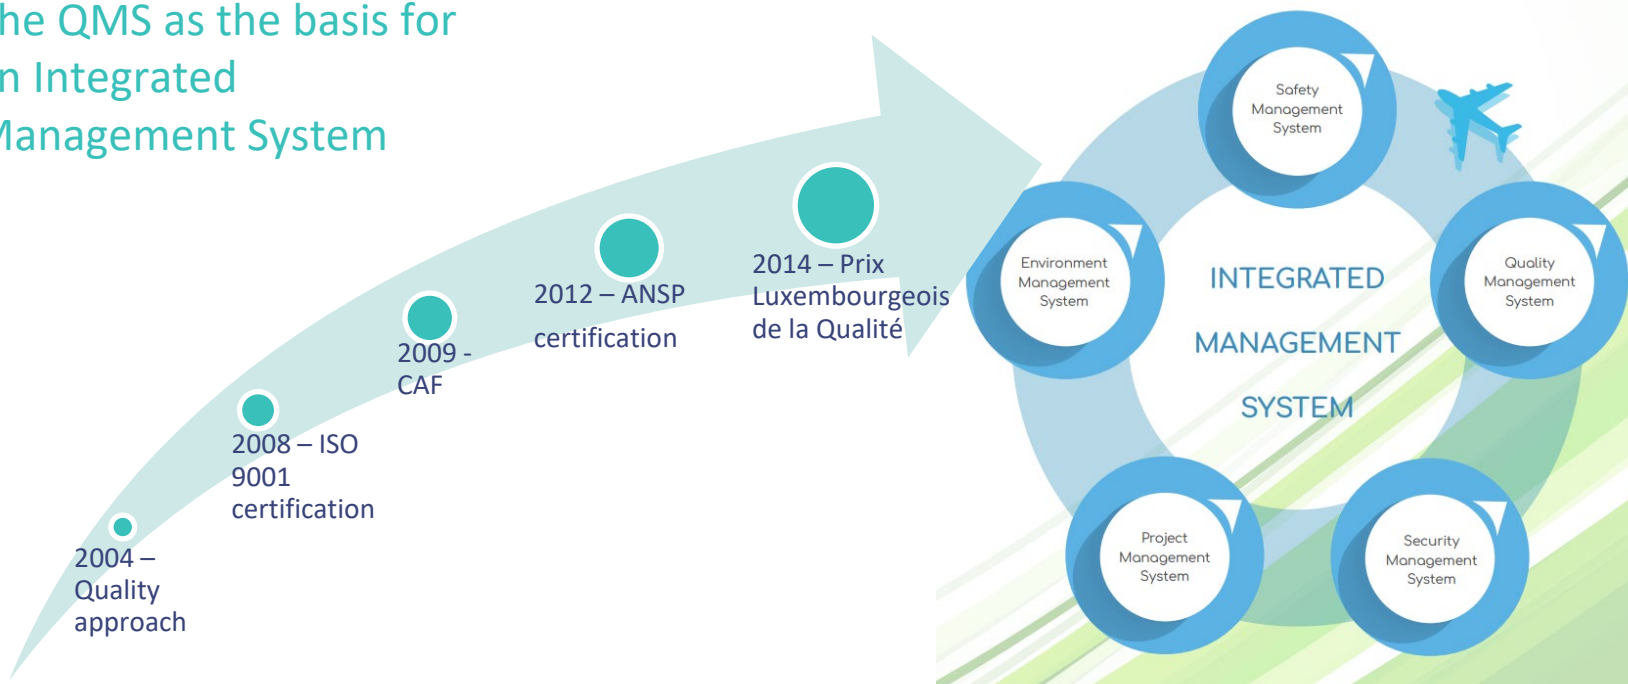 he QMS as the basis for
n Integrated
Management System
2004 –
Quality
approach
2008 – ISO
9001
certification
2009 -
CAF
2012 – ANSP
certification
2014 – Prix
Luxembourgeois
de la Qualité
Safety
Management
System
Environment
Management
System
Quality
Management
System
INTEGRATED
MANAGEMENT
SYSTEM
Project
Management
System
Security
Management
System